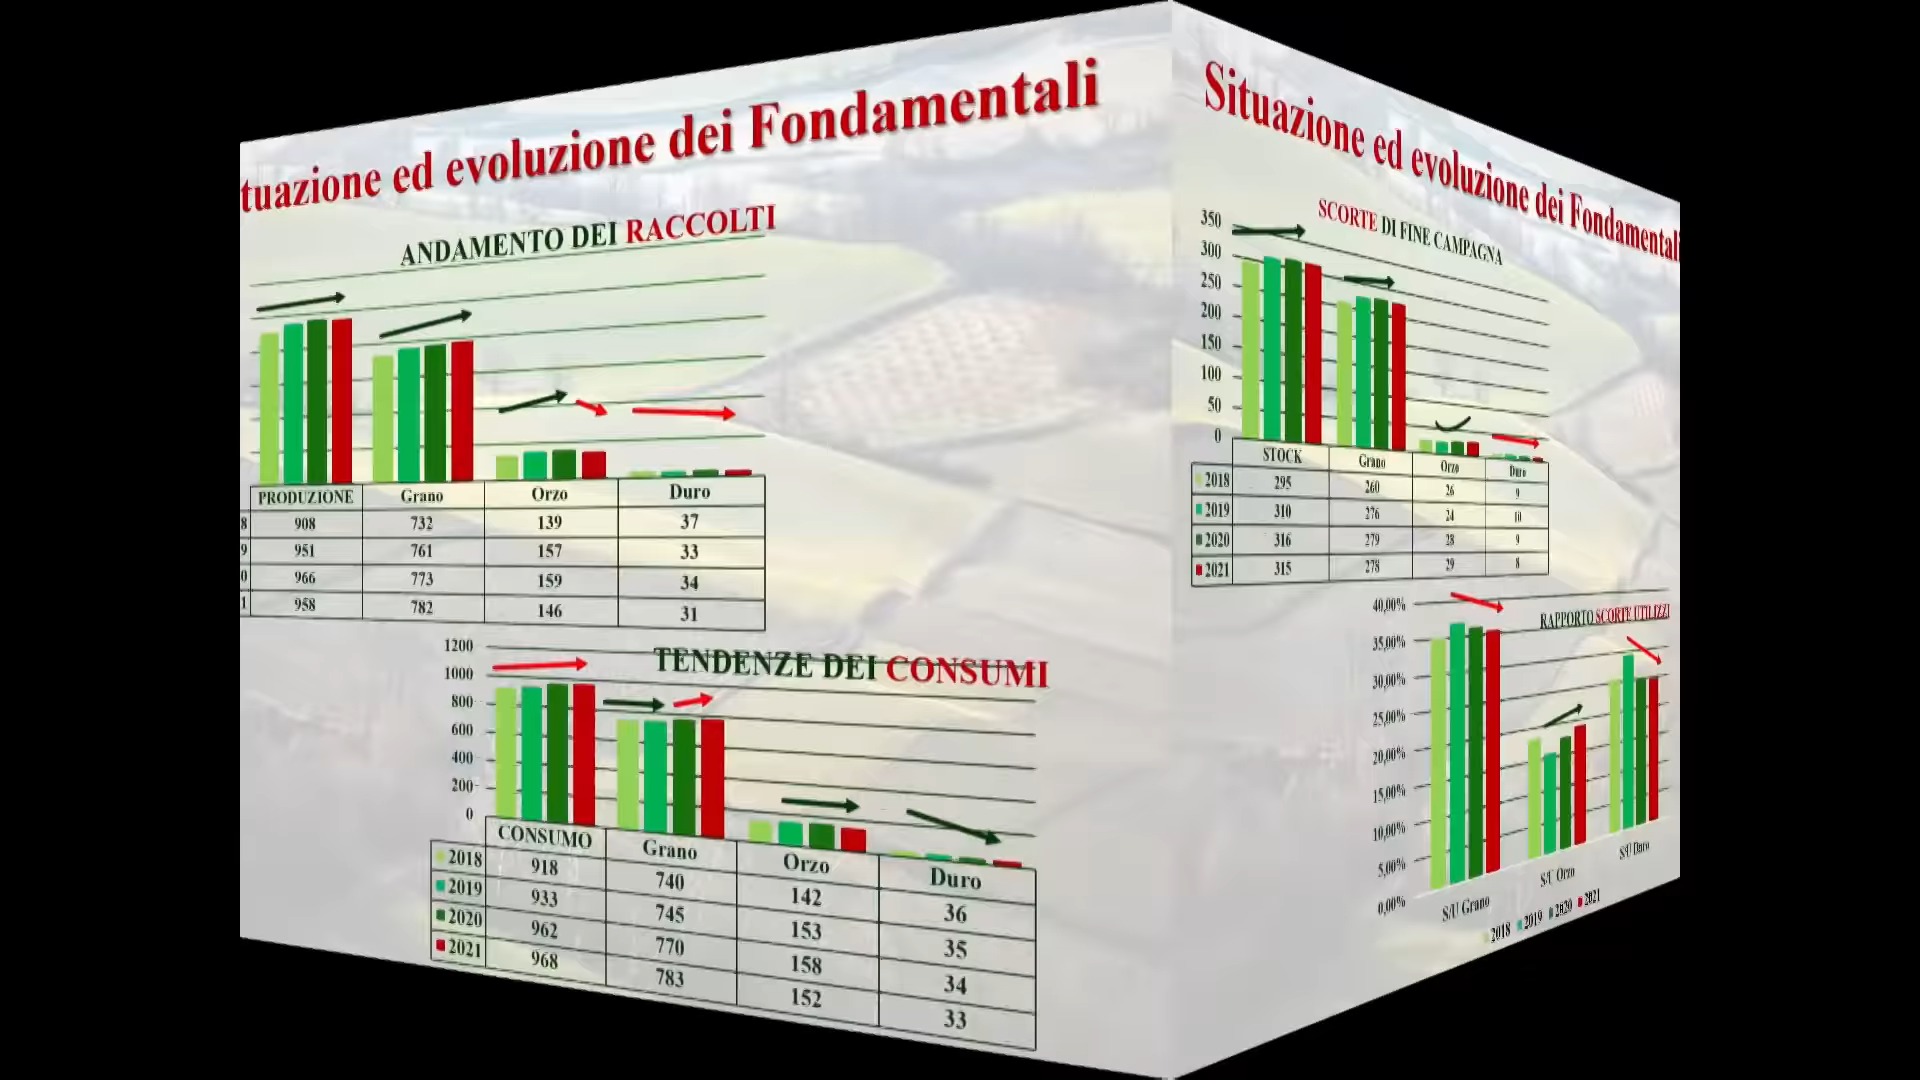 tuazione ed evoluzione dei Fondamentali
ANDAMENTO DEI RACCOLTI
PRODUZIONE Grano Orzo Duro
8 908 732 139 37
9 951 761 157 33
0 966 773 159 34
1 958 782 146 31
TENDENZE DEI CONSUMI
1200
1000
800
600
400
200
0
CONSUMO Grano Orzo Duro
2018 918 740 142 36
2019 933 745 153 35
2020 962 770 158 34
2021 968 783 152 33
Situazione ed evoluzione dei Fondamentali
SCORTE DI FINE CAMPAGNA
350
300
250
200
150
100
50
0
STOCK Grano Orzo Duro
2018 295 260 26 9
2019 310 276 24 10
2020 316 279 28 9
2021 315 278 29 8
RAPPORTO SCORTE UTILIZZI
40,00%
35,00%
30,00%
25,00%
20,00%
15,00%
10,00%
5,00%
0,00%
S/U Grano S/U Orzo S/U Duro
2018 2019 2020 2021